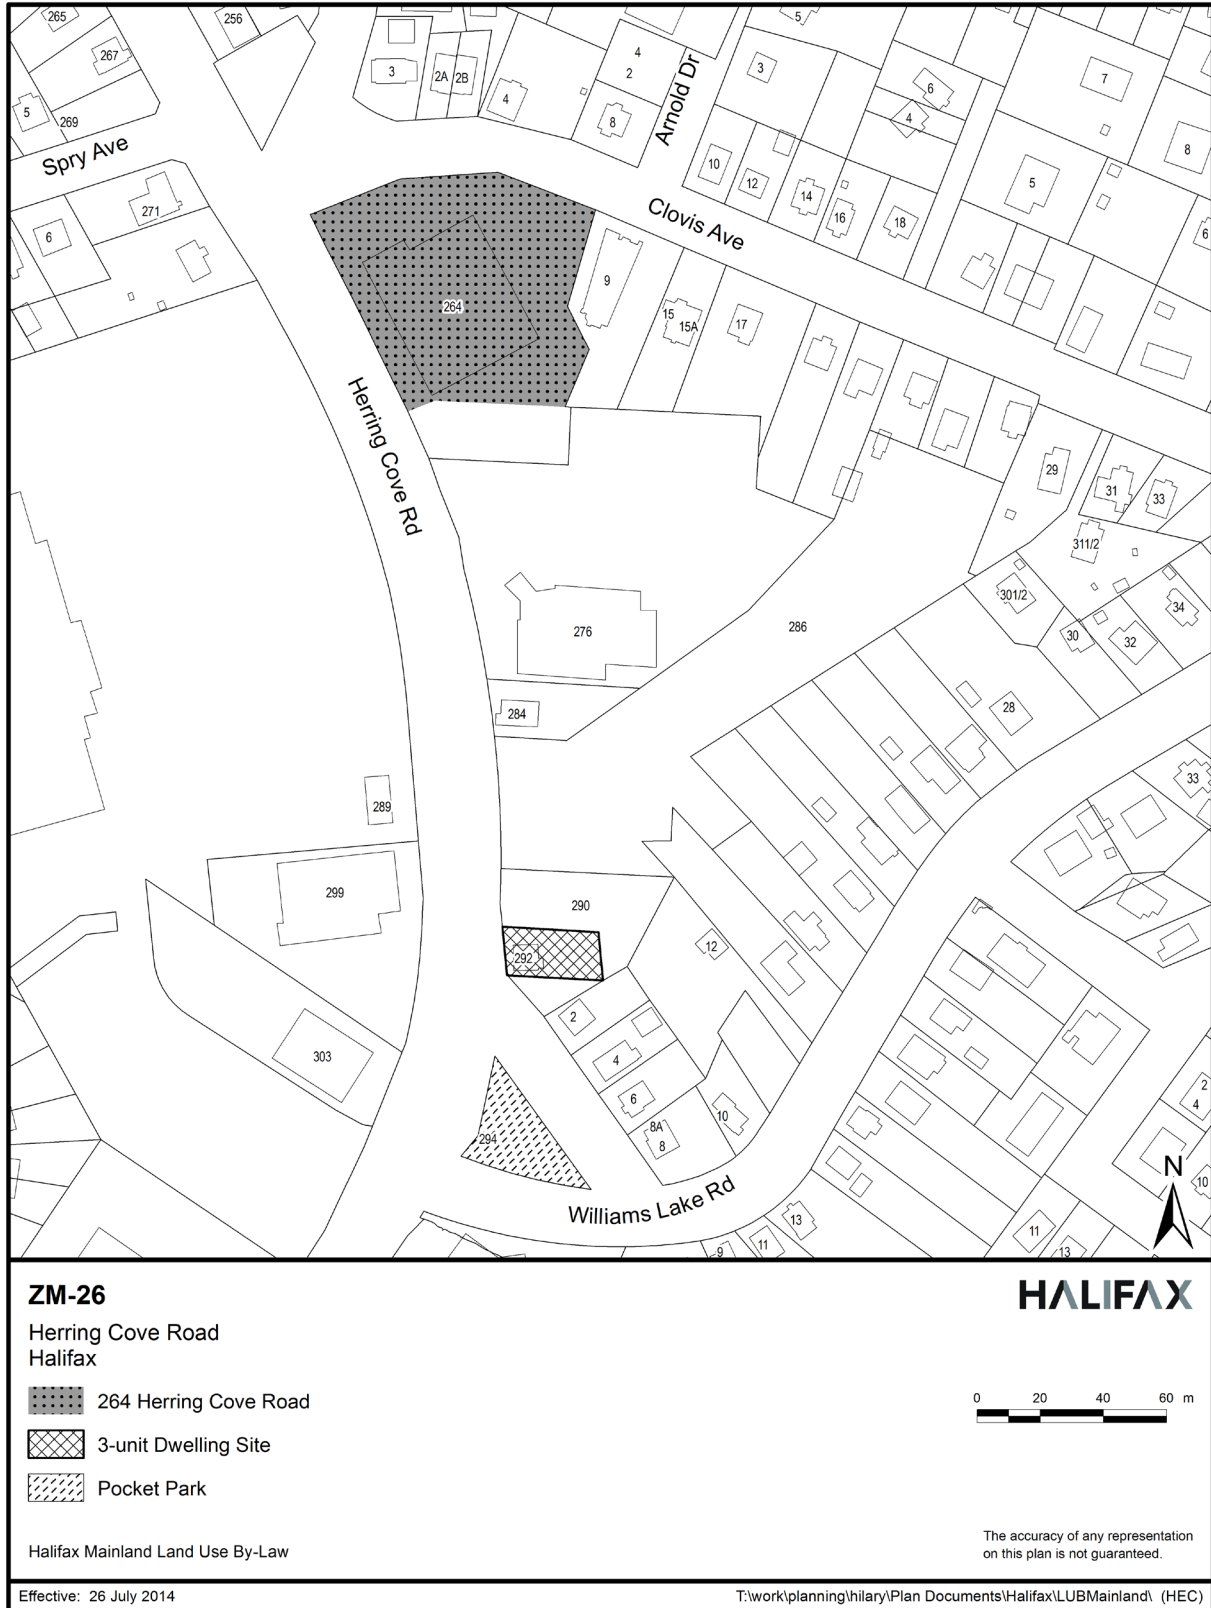 265
256
267
5
269
Spry Ave
271
6
3
2A
2B
4
4
2
8
Arnold Dr
5
3
6
4
7
8
5
6
10
12
14
16
18
Clovis Ave
264
9
15
15A
17
Herring Cove Rd
29
31
33
311/2
301/2
30
32
34
28
33
276
286
284
289
299
290
292
12
303
2
4
6
8A
8
10
294
Williams Lake Rd
9
11
13
2
4
10
11
13
N
ZM-26
Herring Cove Road
Halifax
264 Herring Cove Road
3-unit Dwelling Site
Pocket Park
Halifax Mainland Land Use By-Law
HALIFAX
0 20 40 60 m
The accuracy of any representation
on this plan is not guaranteed.
Effective: 26 July 2014
T:\work\planning\hilary\Plan Documents\Halifax\LUBMainland\ (HEC)